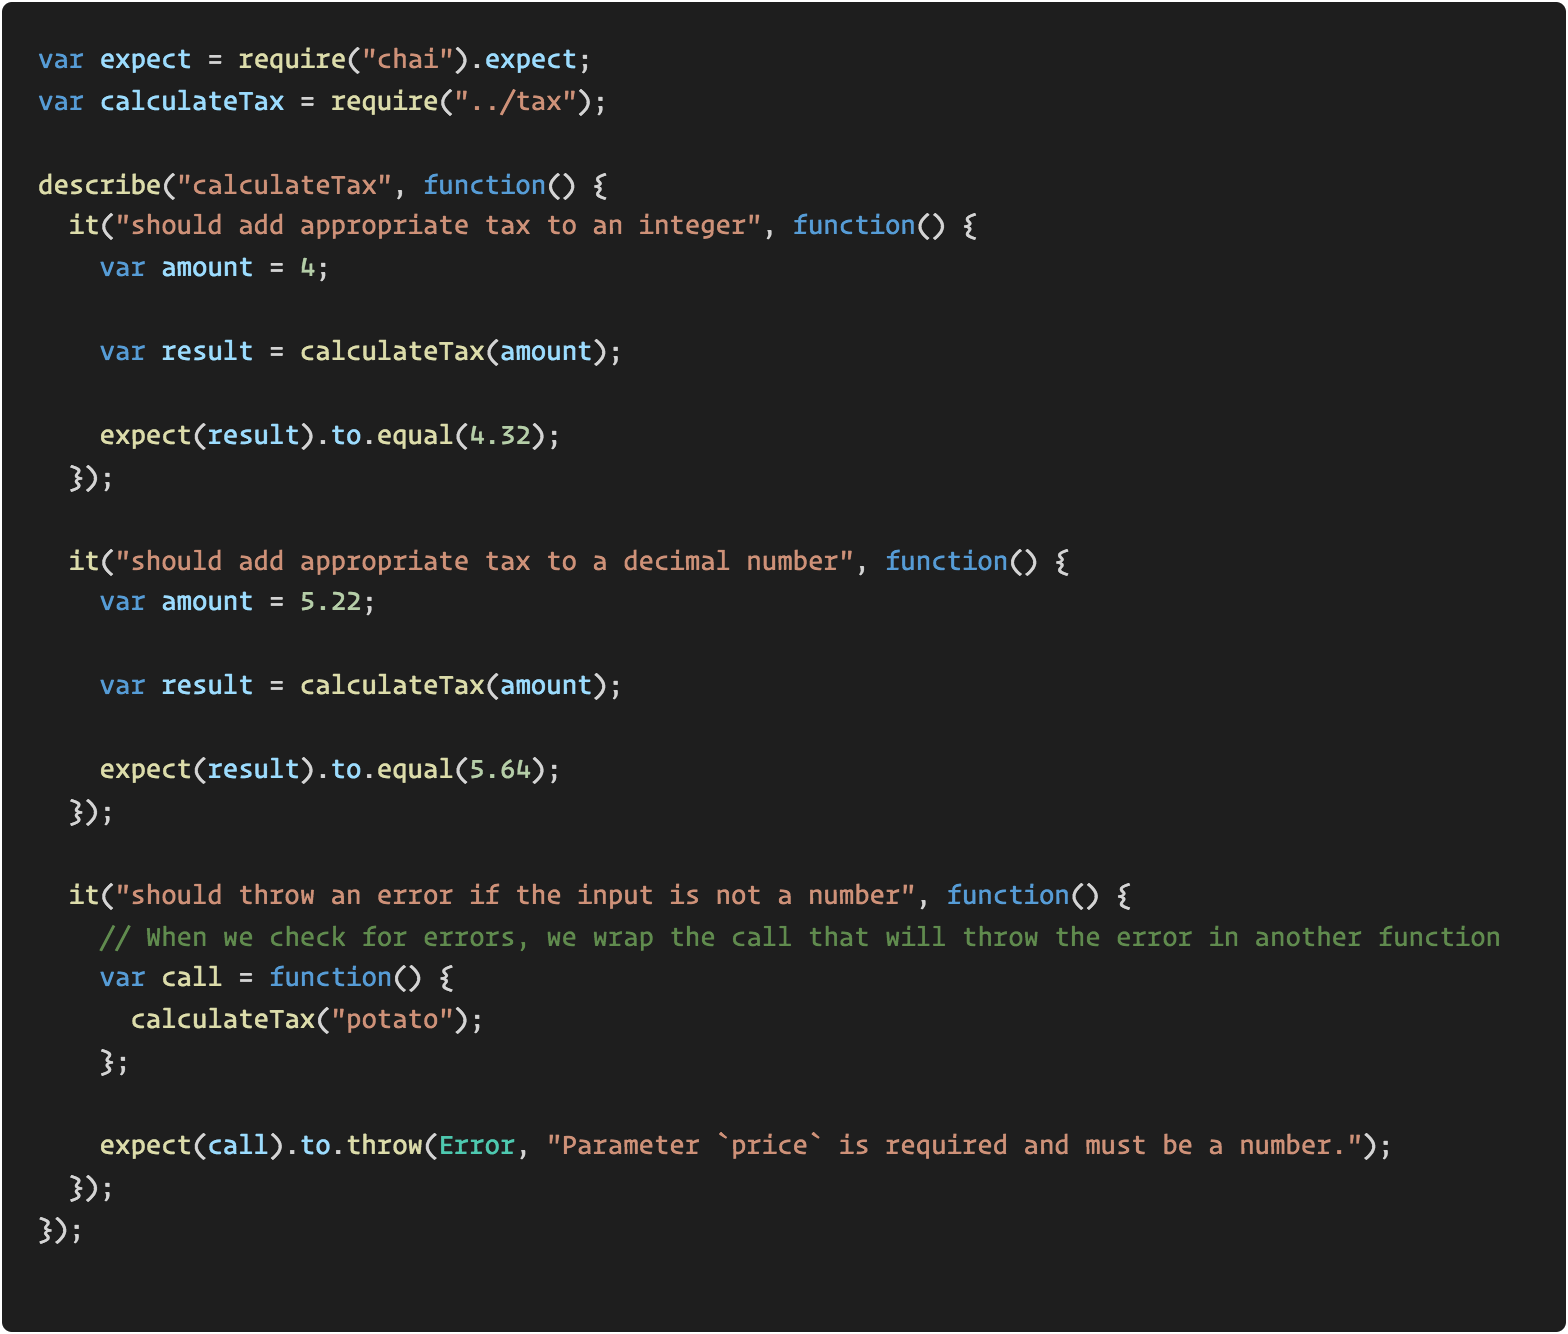 var expect = require("chai").expect;
var calculateTax = require("../tax");

describe("calculateTax", function() {
  it("should add appropriate tax to an integer", function() {
    var amount = 4;

    var result = calculateTax(amount);

    expect(result).to.equal(4.32);
  });

  it("should add appropriate tax to a decimal number", function() {
    var amount = 5.22;

    var result = calculateTax(amount);

    expect(result).to.equal(5.64);
  });

  it("should throw an error if the input is not a number", function() {
    // When we check for errors, we wrap the call that will throw the error in another function
    var call = function() {
      calculateTax("potato");
    };

    expect(call).to.throw(Error, "Parameter `price` is required and must be a number.");
  });
});